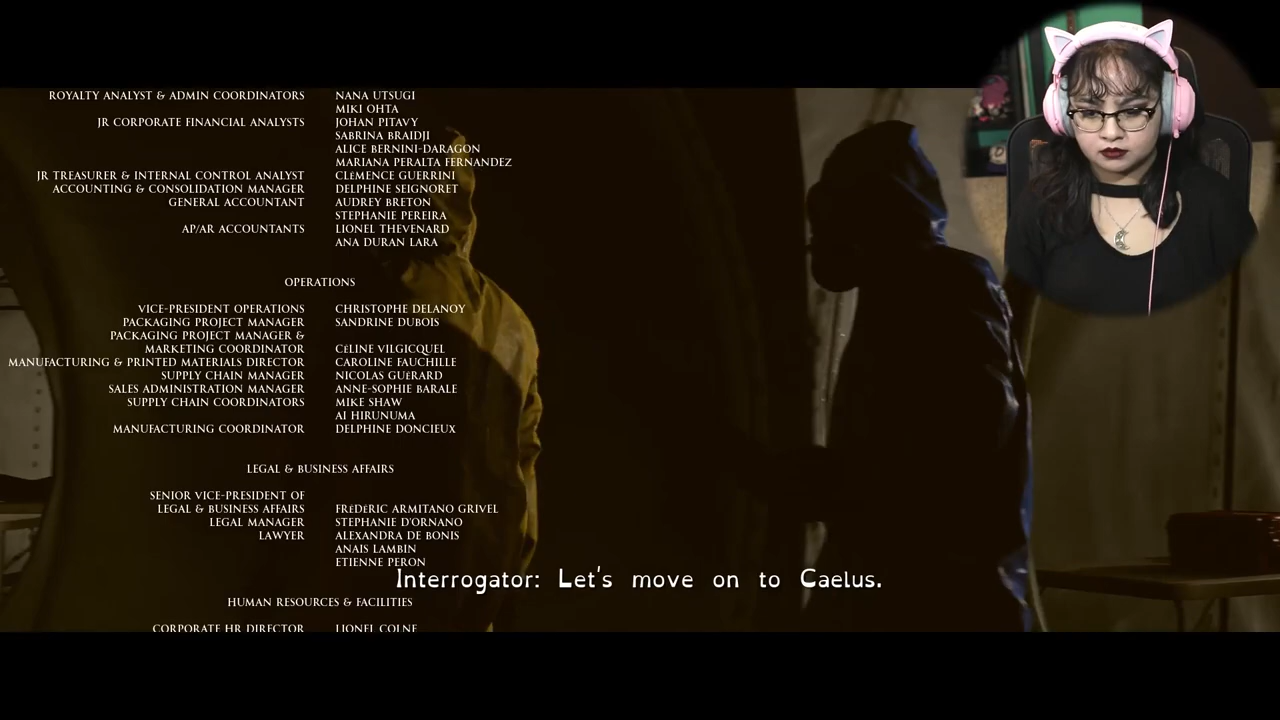 ROYALTY ANALYST & ADMIN COORDINATORS NANA UTSUGI
MIKI OHTA
JR CORPORATE FINANCIAL ANALYSTS JOHAN PITAVY
SABRINA BRAIDJI
ALICE BERNINI-DARAGON
MARIANA PERALTA FERNANDEZ
JR TREASURER & INTERNAL CONTROL ANALYST CLéMENCE GUERRINI
ACCOUNTING & CONSOLIDATION MANAGER DELPHINE SEIGNORET
GENERAL ACCOUNTANT AUDREY BRETON
STEPHANIE PEREIRA
AP/AR ACCOUNTANTS LIONEL THEVENARD
ANA DURAN LARA
OPERATIONS
VICE-PRESIDENT OPERATIONS CHRISTOPHE DELANOY
PACKAGING PROJECT MANAGER SANDRINE DUBOIS
PACKAGING PROJECT MANAGER &
MARKETING COORDINATOR CéLINE VILGICQUEL
MANUFACTURING & PRINTED MATERIALS DIRECTOR CAROLINE FAUCHILLE
SUPPLY CHAIN MANAGER NICOLAS GUéRARD
SALES ADMINISTRATION MANAGER ANNE-SOPHIE BARALE
SUPPLY CHAIN COORDINATORS MIKE SHAW
AI HIRUNUMA
MANUFACTURING COORDINATOR DELPHINE DONCIEUX
LEGAL & BUSINESS AFFAIRS
SENIOR VICE-PRESIDENT OF
LEGAL & BUSINESS AFFAIRS FRéDéRIC ARMITANO GRIVEL
LEGAL MANAGER STEPHANIE D'ORNANO
LAWYER ALEXANDRA DE BONIS
ANAIS LAMBIN
ETIENNE PERON
Interrogator: Let's move on to Caelus.
HUMAN RESOURCES & FACILITIES
CORPORATE HR DIRECTOR LIONEL COLNE